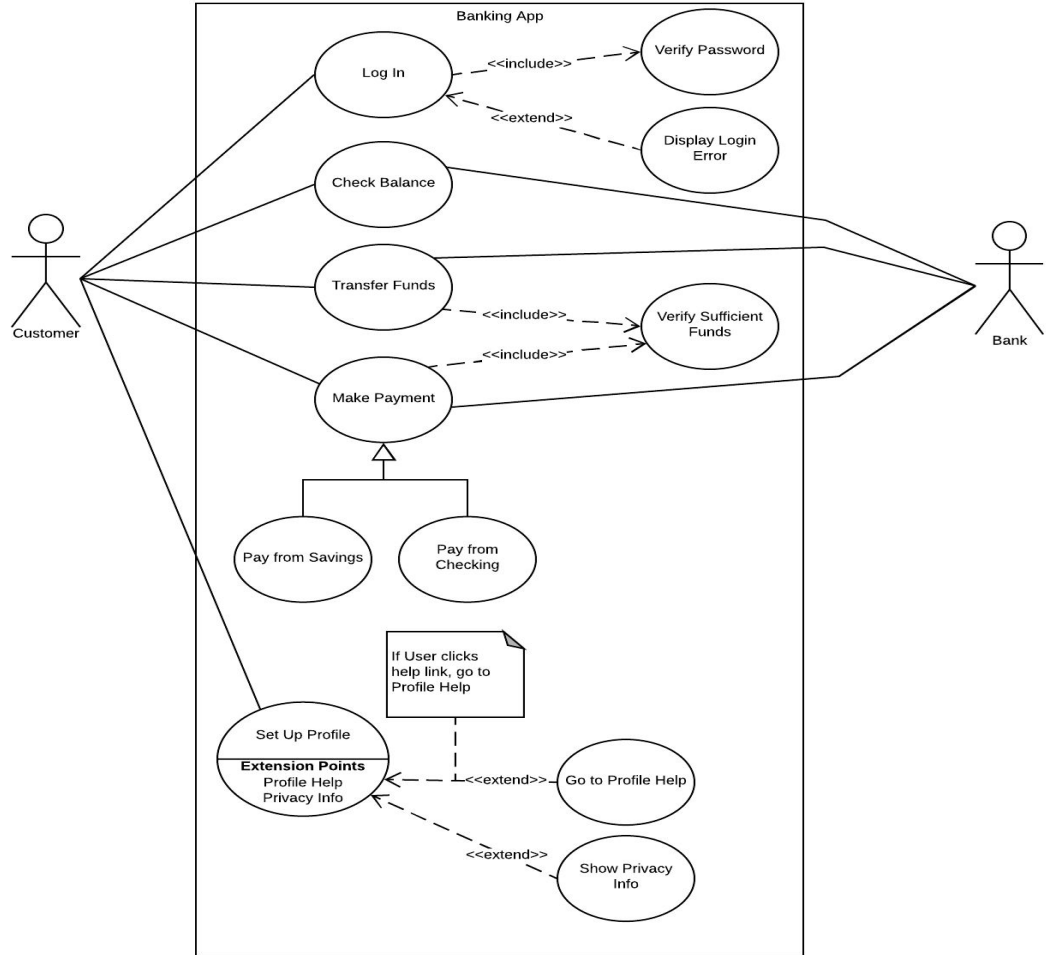 Banking App
Log In
<<include>>
Verify Password
<<extend>>
Display Login
Error
Check Balance
Customer
Transfer Funds
<<include>>
Verify Sufficient
Funds
Bank
<<include>>
Make Payment
Pay from Savings
Pay from
Checking
If User clicks
help link, go to
Profile Help
Set Up Profile
Extension Points
Profile Help
Privacy Info
<<extend>>
Go to Profile Help
<<extend>>
Show Privacy
Info